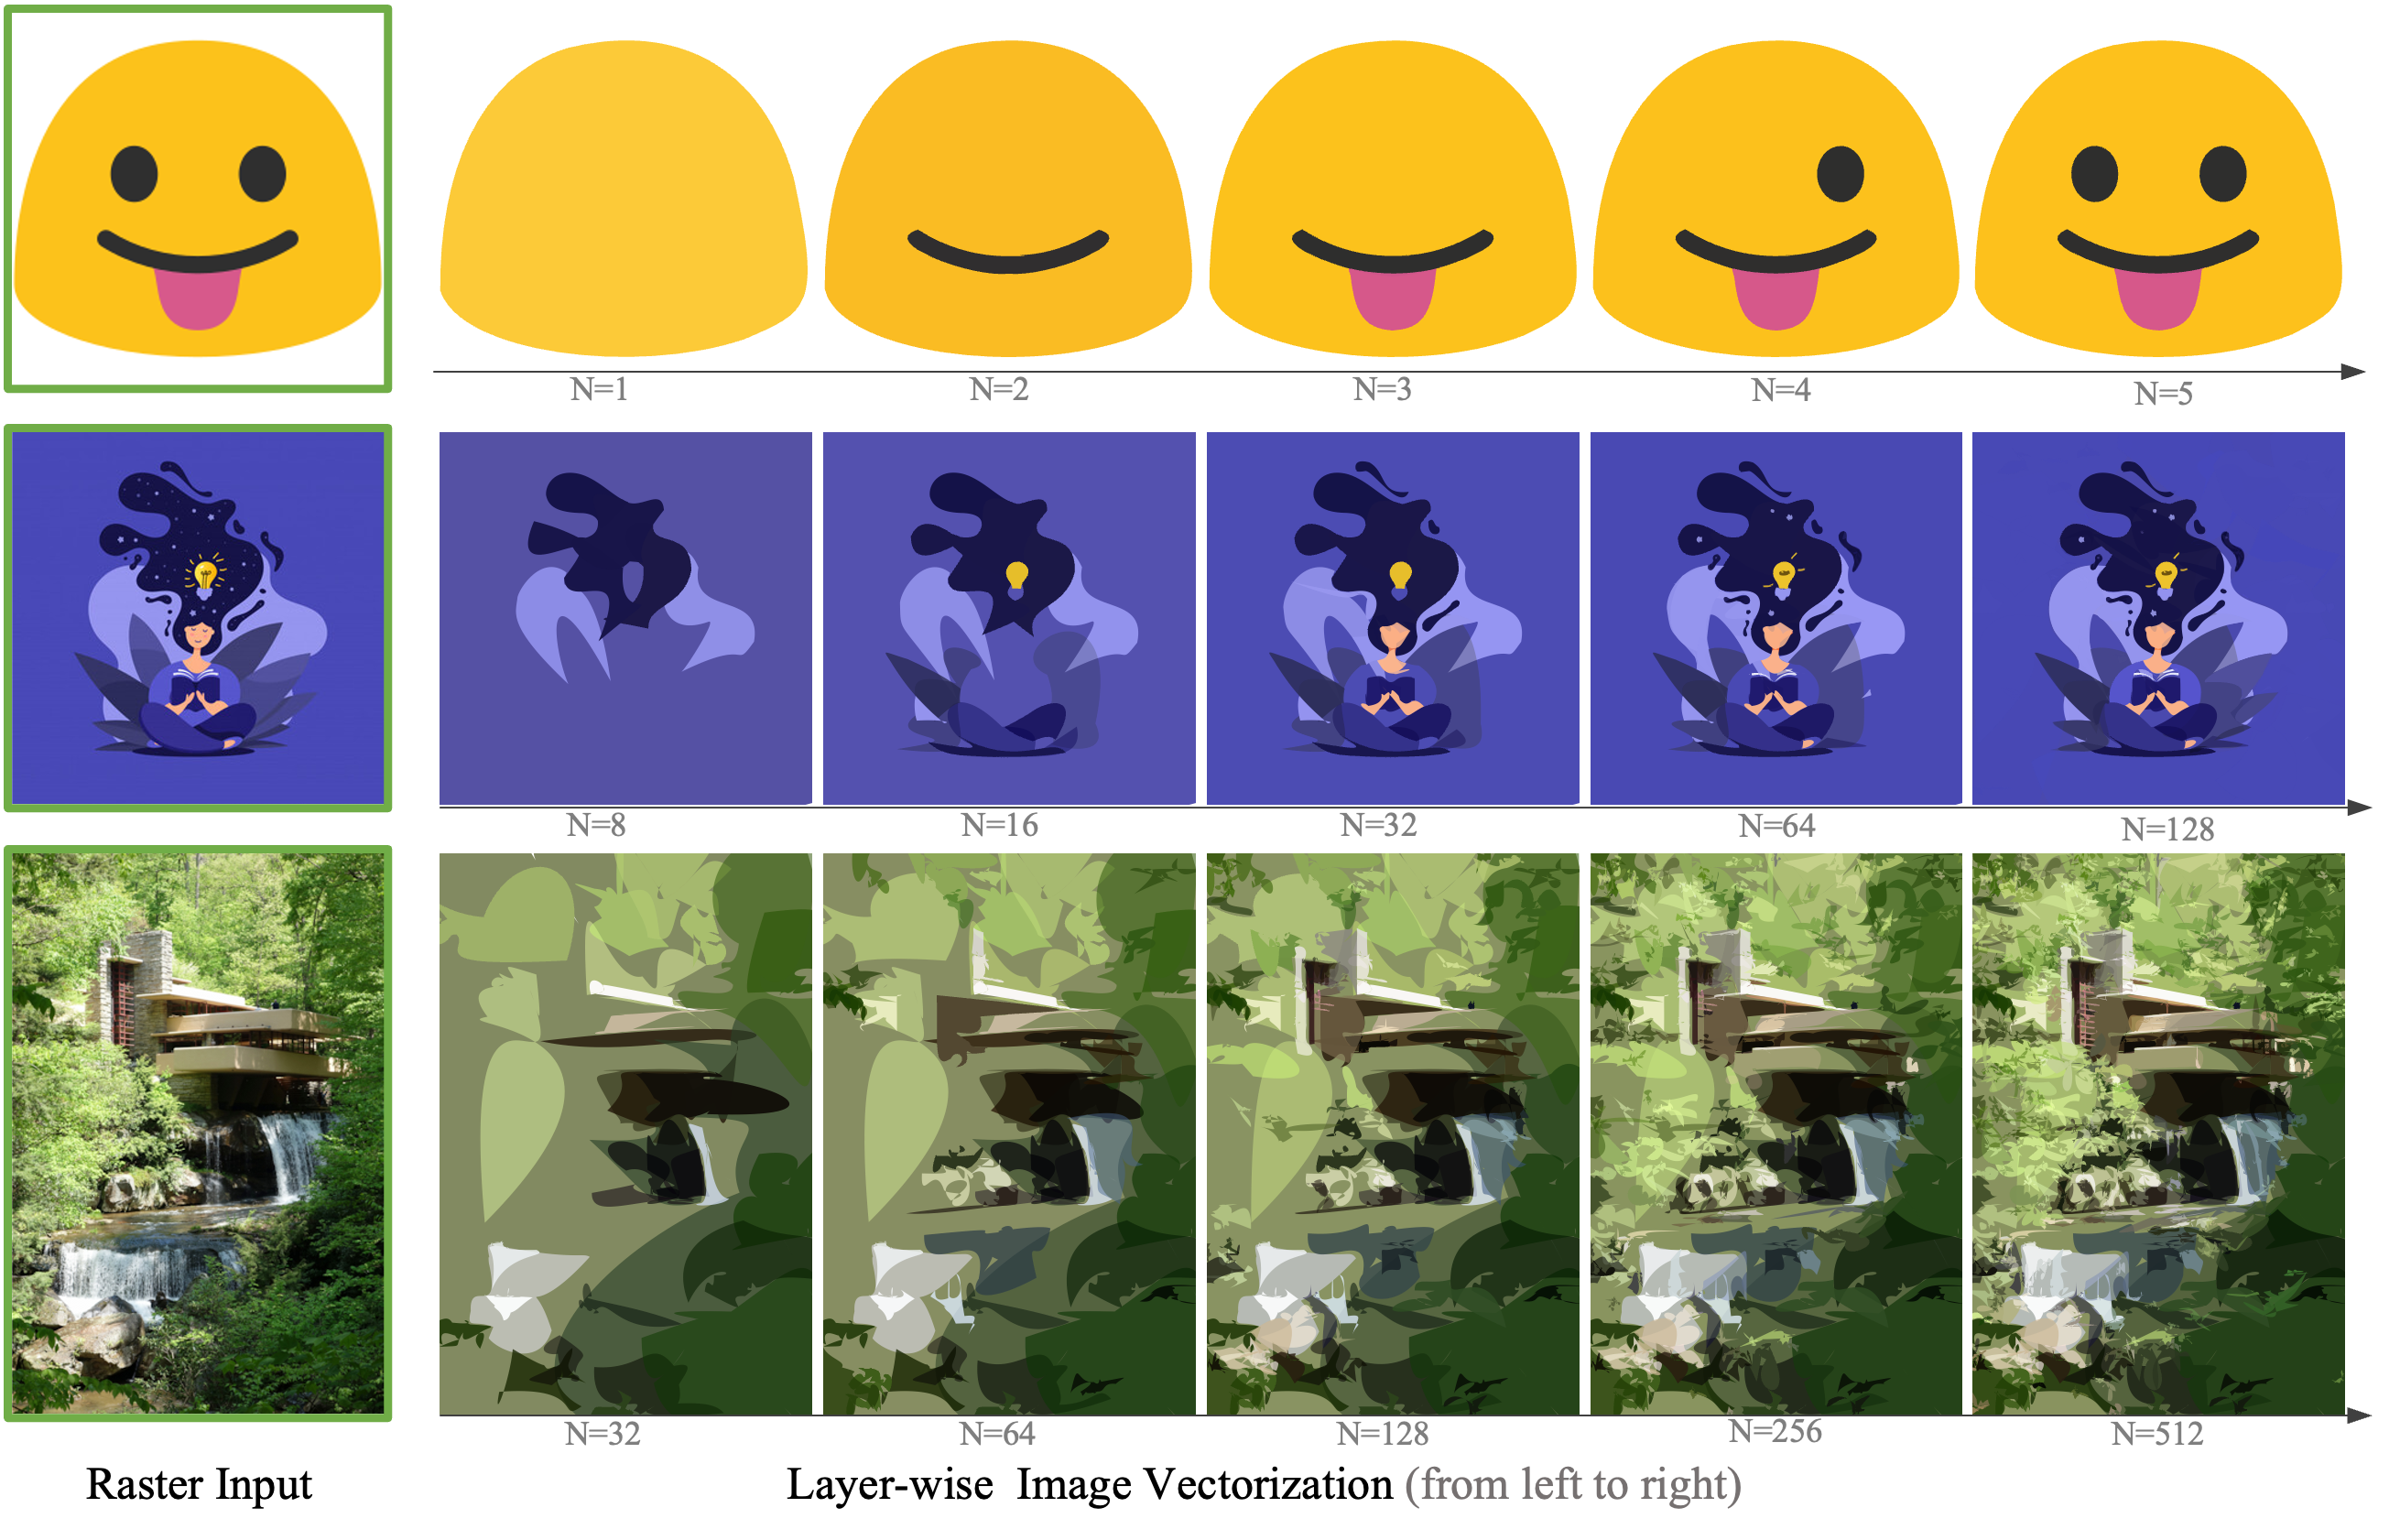 N=1
N=2
N=3
N=4
N=5
N=8
N=16
N=32
N=64
N=128
N=32
N=64
N=128
N=256
N=512
Raster Input
Layer-wise Image Vectorization (from left to right)